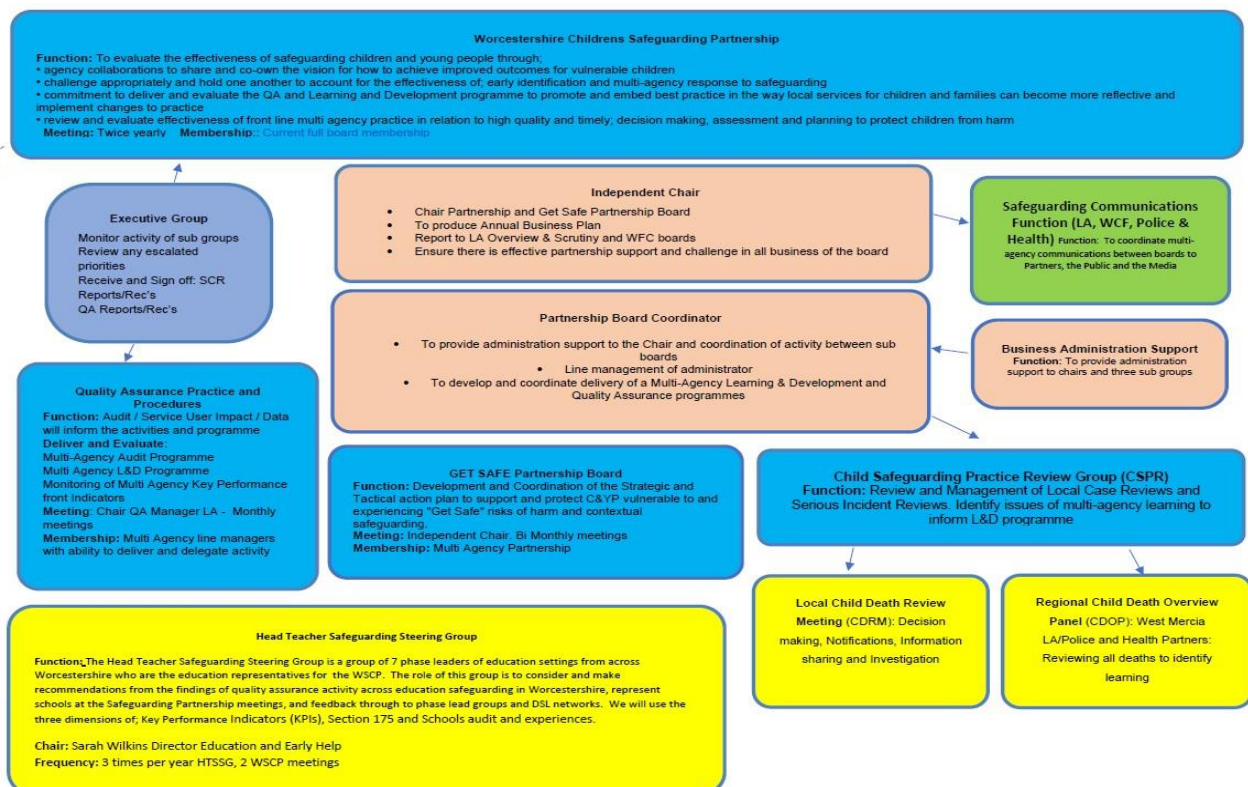 Worcestershire Childrens Safeguarding Partnership
Function: To evaluate the effectiveness of safeguarding children and young people through;
• agency collaborations to share and co-own the vision for how to achieve improved outcomes for vulnerable children
• challenge appropriately and hold one another to account for the effectiveness of; early identification and multi-agency response to safeguarding
• commitment to deliver and evaluate the QA and Learning and Development programme to promote and embed best practice in the way local services for children and families can become more reflective and
implement changes to practice
• review and evaluate effectiveness of front line multi agency practice in relation to high quality and timely; decision making, assessment and planning to protect children from harm
Meeting: Twice yearly Membership:: Current full board membership
Executive Group
Monitor activity of sub groups
Review any escalated
priorities
Receive and Sign off: SCR
Reports/Rec's
QA Reports/Rec's
Independent Chair
• Chair Partnership and Get Safe Partnership Board
• To produce Annual Business Plan
• Report to LA Overview & Scrutiny and WFC boards
• Ensure there is effective partnership support and challenge in all business of the board
Safeguarding Communications
Function (LA, WCF, Police &
Health) Function: To coordinate multi-
agency communications between boards to
Partners, the Public and the Media
Partnership Board Coordinator
• To provide administration support to the Chair and coordination of activity between sub
boards
• Line management of administrator
• To develop and coordinate delivery of a Multi-Agency Learning & Development and
Quality Assurance programmes
Business Administration Support
Function: To provide administration
support to chairs and three sub groups
Quality Assurance Practice and
Procedures
Function: Audit / Service User Impact / Data
will inform the activities and programme
Deliver and Evaluate:
Multi-Agency Audit Programme
Multi Agency L&D Programme
Monitoring of Multi Agency Key Performance
front Indicators
Meeting: Chair QA Manager LA - Monthly
meetings
Membership: Multi Agency line managers
with ability to deliver and delegate activity
GET SAFE Partnership Board
Function: Development and Coordination of the Strategic and
Tactical action plan to support and protect C&YP vulnerable to and
experiencing "Get Safe" risks of harm and contextual
safeguarding.
Meeting: Independent Chair. Bi Monthly meetings
Membership: Multi Agency Partnership
Child Safeguarding Practice Review Group (CSPR)
Function: Review and Management of Local Case Reviews and
Serious Incident Reviews. Identify issues of multi-agency learning to
inform L&D programme
Local Child Death Review
Meeting (CDRM): Decision
making, Notifications, Information
sharing and Investigation
Regional Child Death Overview
Panel (CDOP): West Mercia
LA/Police and Health Partners:
Reviewing all deaths to identify
learning
Head Teacher Safeguarding Steering Group
Function: The Head Teacher Safeguarding Steering Group is a group of 7 phase leaders of education settings from across
Worcestershire who are the education representatives for the WSCP. The role of this group is to consider and make
recommendations from the findings of quality assurance activity across education safeguarding in Worcestershire, represent
schools at the Safeguarding Partnership meetings, and feedback through to phase lead groups and DSL networks. We will use the
three dimensions of; Key Performance Indicators (KPIs), Section 175 and Schools audit and experiences.
Chair: Sarah Wilkins Director Education and Early Help
Frequency: 3 times per year HTSSG, 2 WSCP meetings